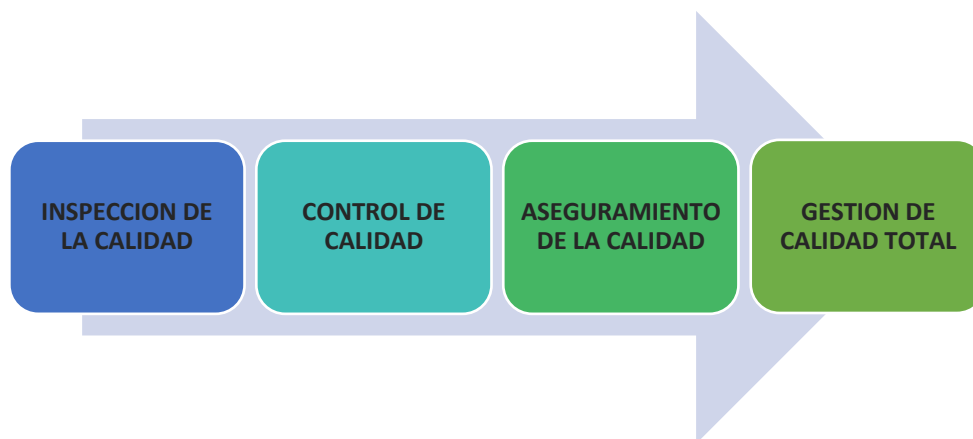 INSPECCION DE
LA CALIDAD
CONTROL DE
CALIDAD
ASEGURAMIENTO
DE LA CALIDAD
GESTION DE
CALIDAD TOTAL